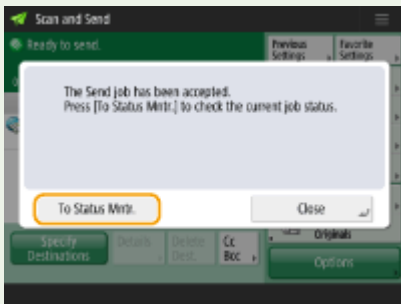 Scan and Send
Ready to send.
Previous Settings
Favorite Settings
The Send job has been accepted.
Press [To Status Mntr.] to check the current job status.
To Status Mntr.
Close
Specify Destinations
Details
Delete Dest.
Cc Bcc
Originals
Options